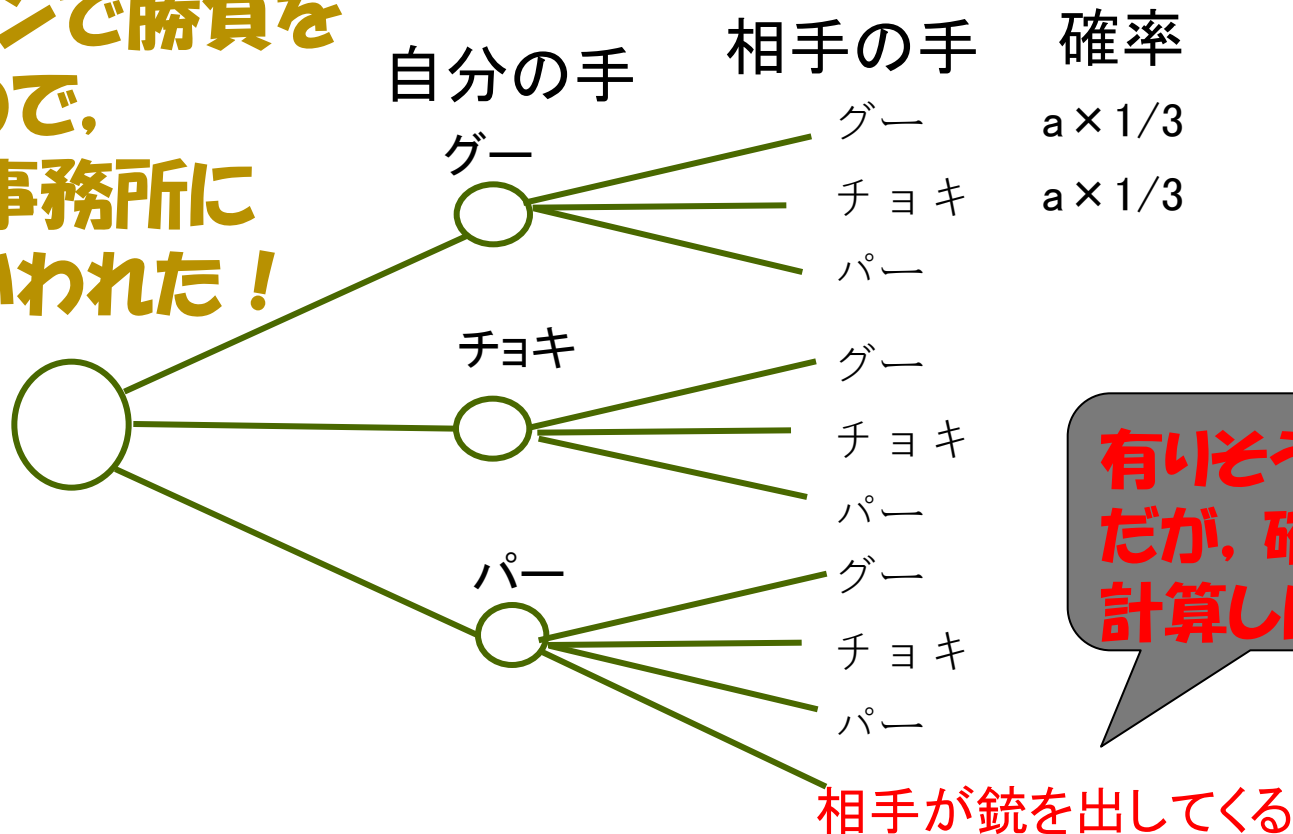 ンで勝負を
ので,
事務所に
いわれた！
自分の手
相手の手
確率
グー
グー
a×1/3
チョキ
a×1/3
パー
チョキ
グー
チョキ
パー
パー
グー
チョキ
パー
相手が銃を出してくる
有りそう
だが,
計算し